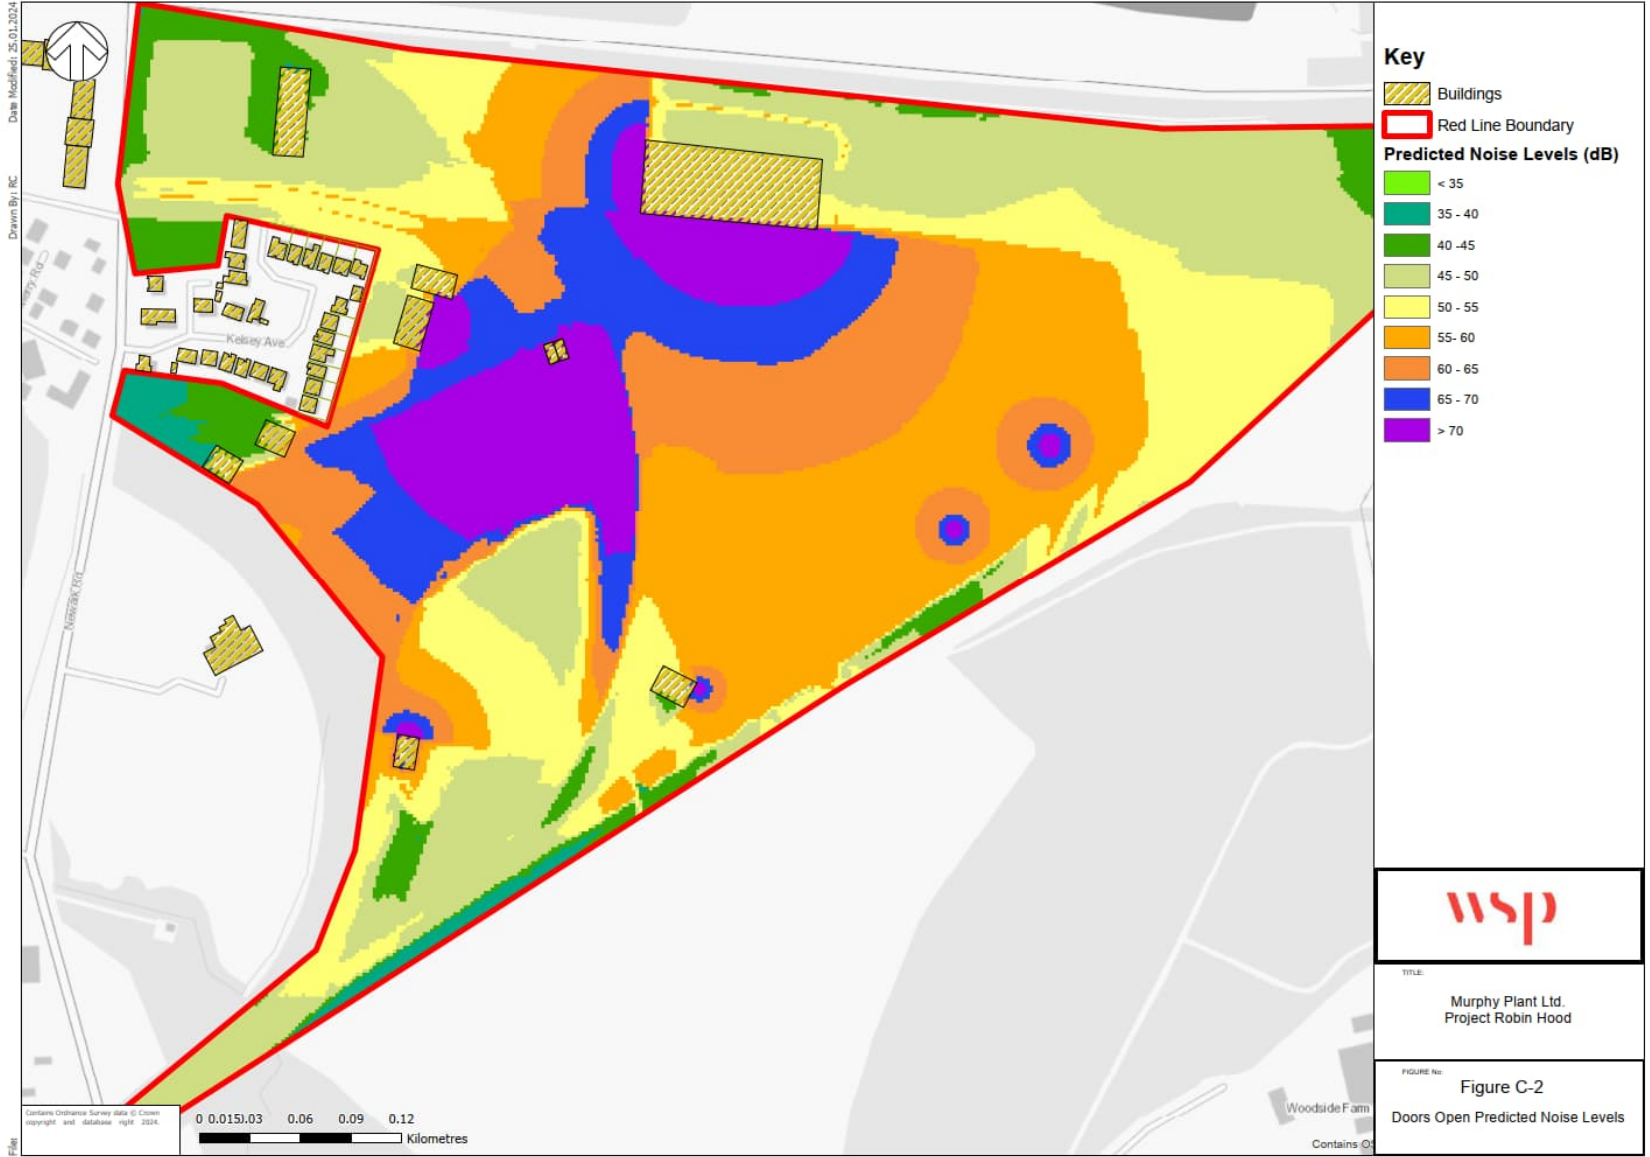 Date Modified: 25.01.2024
Drawn By: RC
File:
Kelsey Ave
Newark Rd
Woodside Farm
Contains Ordnance Survey data © Crown
copyright and database right 2024.
0 0.015 0.03 0.06 0.09 0.12
Kilometres
Contains OS
Key
Buildings
Red Line Boundary
Predicted Noise Levels (dB)
< 35
35 - 40
40 -45
45 - 50
50 - 55
55- 60
60 - 65
65 - 70
> 70
wsp
TITLE:
Murphy Plant Ltd.
Project Robin Hood
FIGURE No:
Figure C-2
Doors Open Predicted Noise Levels